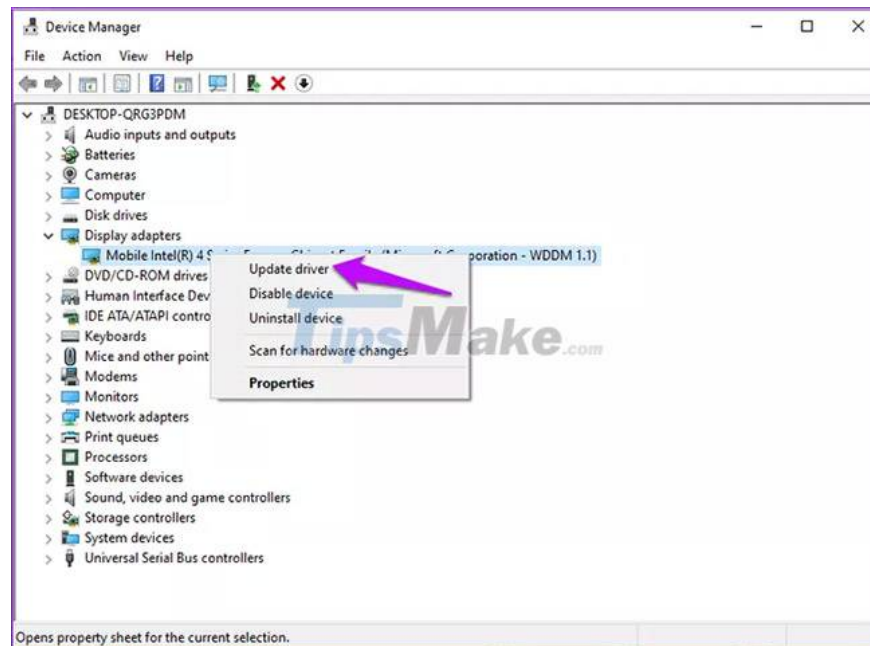 Device Manager
File Action View Help
DESKTOP-QRG3PDM
Audio inputs and outputs
Batteries
Cameras
Computer
Disk drives
Display adapters
Mobile Intel(R) 4 (Microsoft Corporation - WDDM 1.1)
DVD/CD-ROM drives
Human Interface Dev
IDE ATA/ATAPI contro
Keyboards
Mice and other point
Modems
Monitors
Network adapters
Print queues
Processors
Software devices
Sound, video and game controllers
Storage controllers
System devices
Universal Serial Bus controllers
Update driver
Disable device
Uninstall device
Scan for hardware changes
Properties
TipsMake.com
Opens property sheet for the current selection.